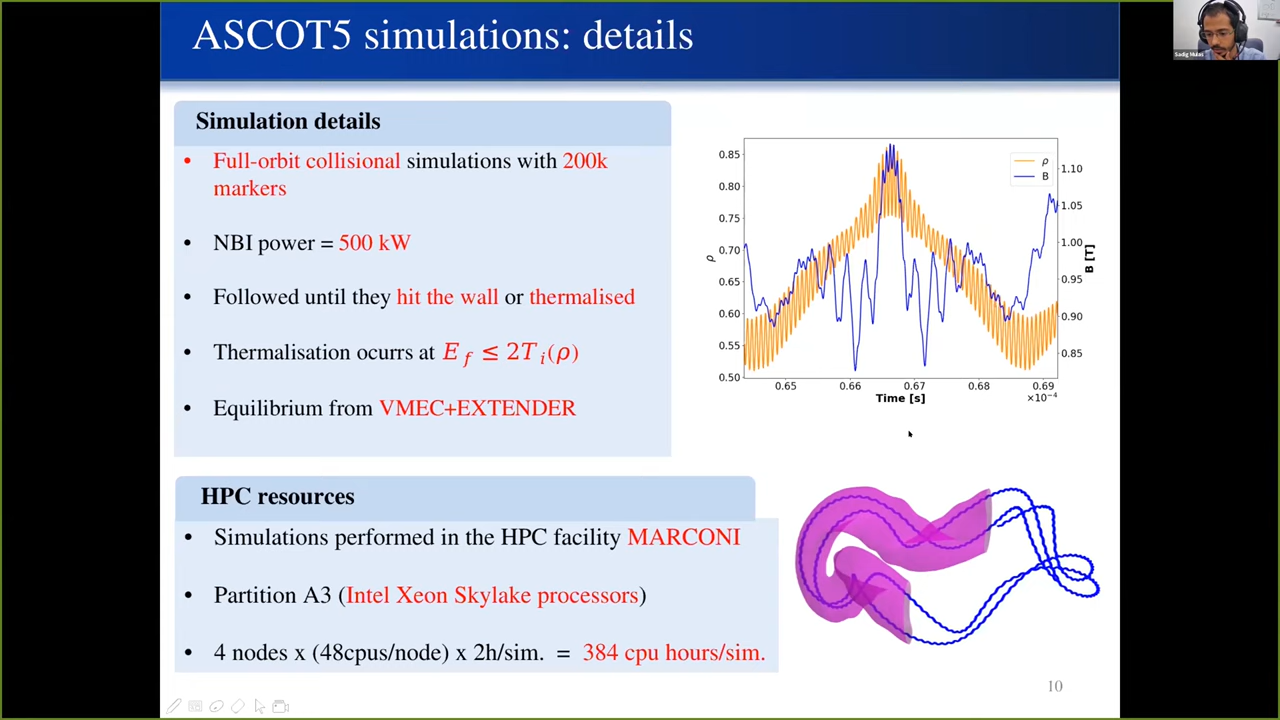 ASCOT5 simulations: details
Simulation details
• Full-orbit collisional simulations with 200k
markers
• NBI power = 500 kW
• Followed until they hit the wall or thermalised
• Thermalisation ocurrs at E_f ≤ 2T_i(ρ)
• Equilibrium from VMEC+EXTENDER
HPC resources
• Simulations performed in the HPC facility MARCONI
• Partition A3 (Intel Xeon Skylake processors)
• 4 nodes x (48cpus/node) x 2h/sim. = 384 cpu hours/sim.
ρ
B
0.85
0.80
0.75
0.70
0.65
0.60
0.55
0.50
ρ
1.10
1.05
1.00
0.95
0.90
0.85
B [T]
0.65 0.66 0.67 0.68 0.69
Time [s]
×10⁻⁴
10
Sadig Mulas